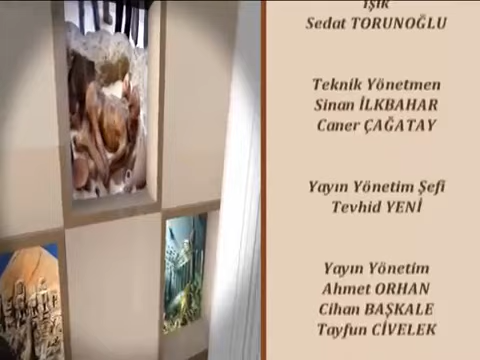 Işık
Sedat TORUNOĞLU
Teknik Yönetmen
Sinan İLKBAHAR
Caner ÇAĞATAY
Yayın Yönetim Şefi
Tevhid YENİ
Yayın Yönetim
Ahmet ORHAN
Cihan BAŞKALE
Tayfun CİVELEK